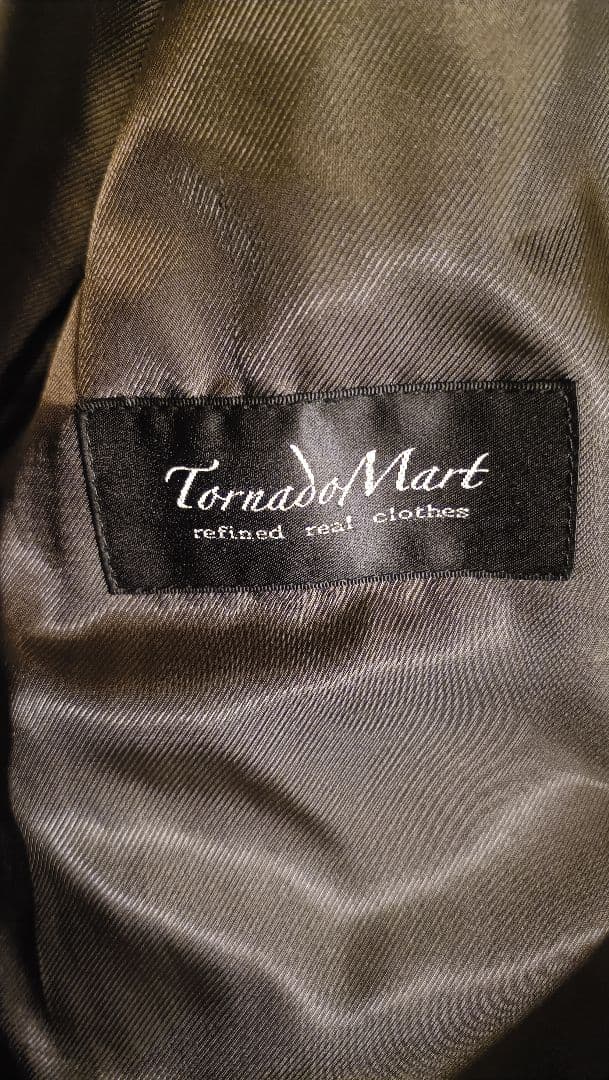 TornadoMart
refined real clothes